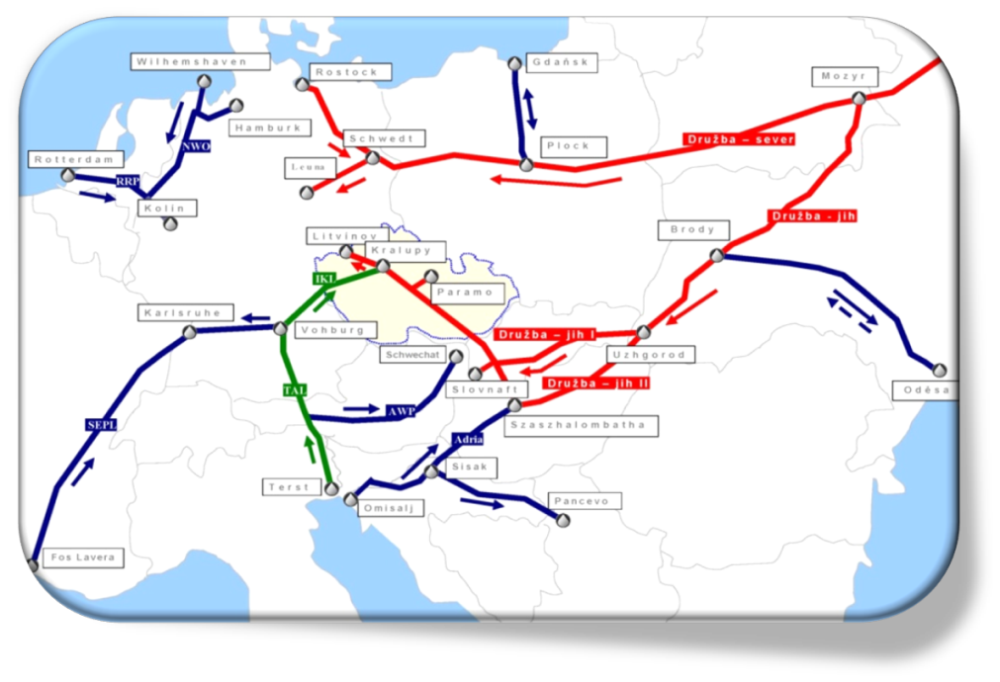 Wilhemshaven
Rostock
Gdańsk
Mozyr
Hamburk
Schwedt
Družba – sever
NWO
Plock
Rotterdam
Leuna
RRP
Kolín
Družba - jih
Brody
Litvínov
Kralupy
IKL
Paramo
Karlsruhe
Vohburg
Družba – jih I
Schwechat
Uzhgorod
Družba – jih II
Slovnaft
Oděsa
TAL
AWP
SEPL
Szaszhalombatha
Adria
Sisak
Terst
Omisalj
Pancevo
Fos Lavera